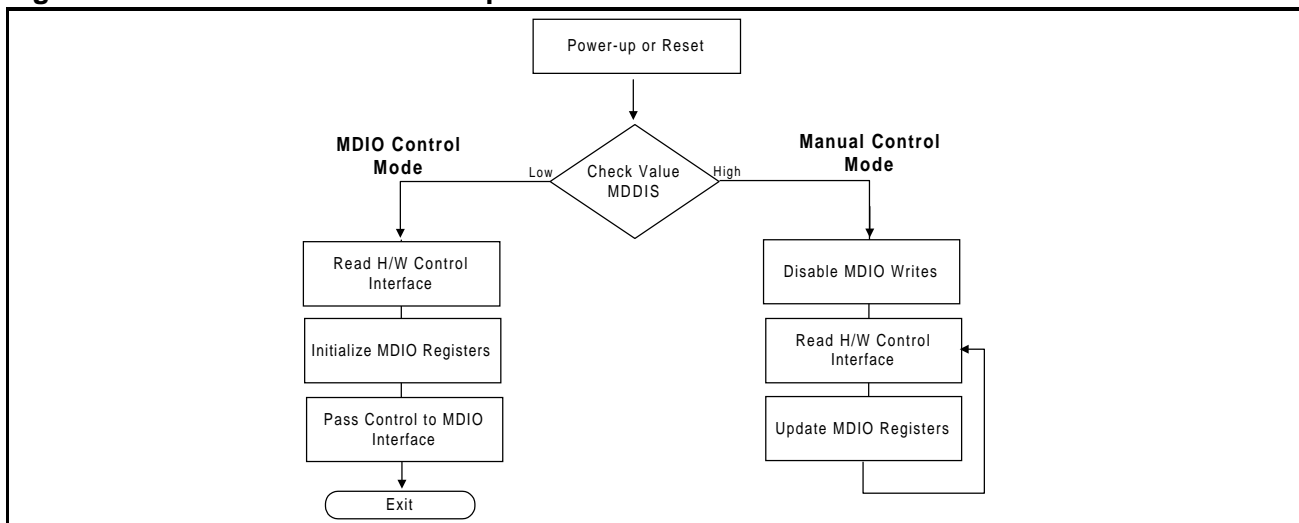 Power-up or Reset
MDIO Control
Mode
Manual Control
Mode
Low
Check Value
MDDIS
High
Read H/W Control
Interface
Initialize MDIO Registers
Pass Control to MDIO
Interface
Exit
Disable MDIO Writes
Read H/W Control
Interface
Update MDIO Registers